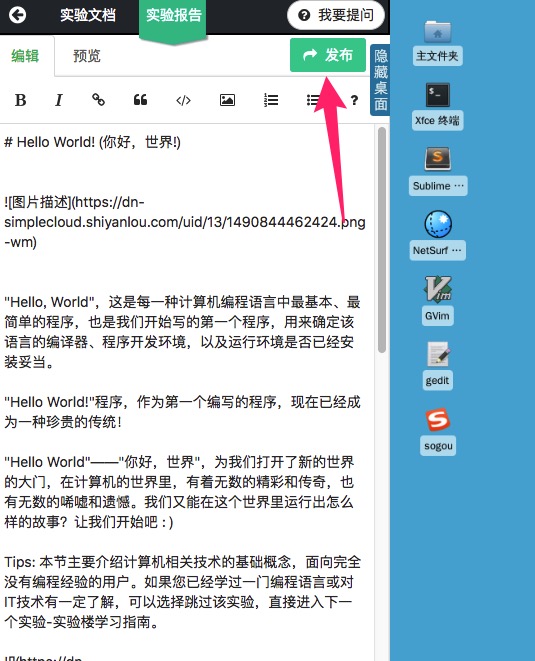 实验文档
实验报告
我要提问
编辑
预览
发布
隐藏桌面
# Hello World! (你好，世界!)
![图片描述](https://dn-
simplecloud.shiyanlou.com/uid/13/1490844462424.png
-wm)
"Hello, World"，这是每一种计算机编程语言中最基本、最
简单的程序，也是我们开始写的第一个程序，用来确定该
语言的编译器、程序开发环境，以及运行环境是否已经安
装妥当。
"Hello World!"程序，作为第一个编写的程序，现在已经成
为一种珍贵的传统！
"Hello World"——"你好，世界"，为我们打开了新的世界
的大门，在计算机的世界里，有着无数的精彩和传奇，也
有无数的唏嘘和遗憾。我们又能在这个世界里运行出怎么
样的故事？让我们开始吧 : )
Tips: 本节主要介绍计算机相关技术的基础概念，面向完全
没有编程经验的用户。如果您已经学过一门编程语言或对
IT技术有一定了解，可以选择跳过该实验，直接进入下一
个实验-实验楼学习指南。
![](https://dn-
主文件夹
Xfce 终端
Sublime ···
NetSurf ···
GVim
gedit
sogou